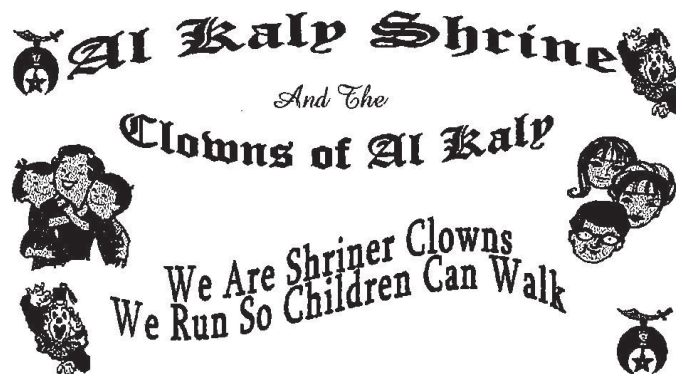 Al Kaly Shrine
And The
Clowns of Al Kaly
We Are Shriner Clowns
We Run So Children Can Walk